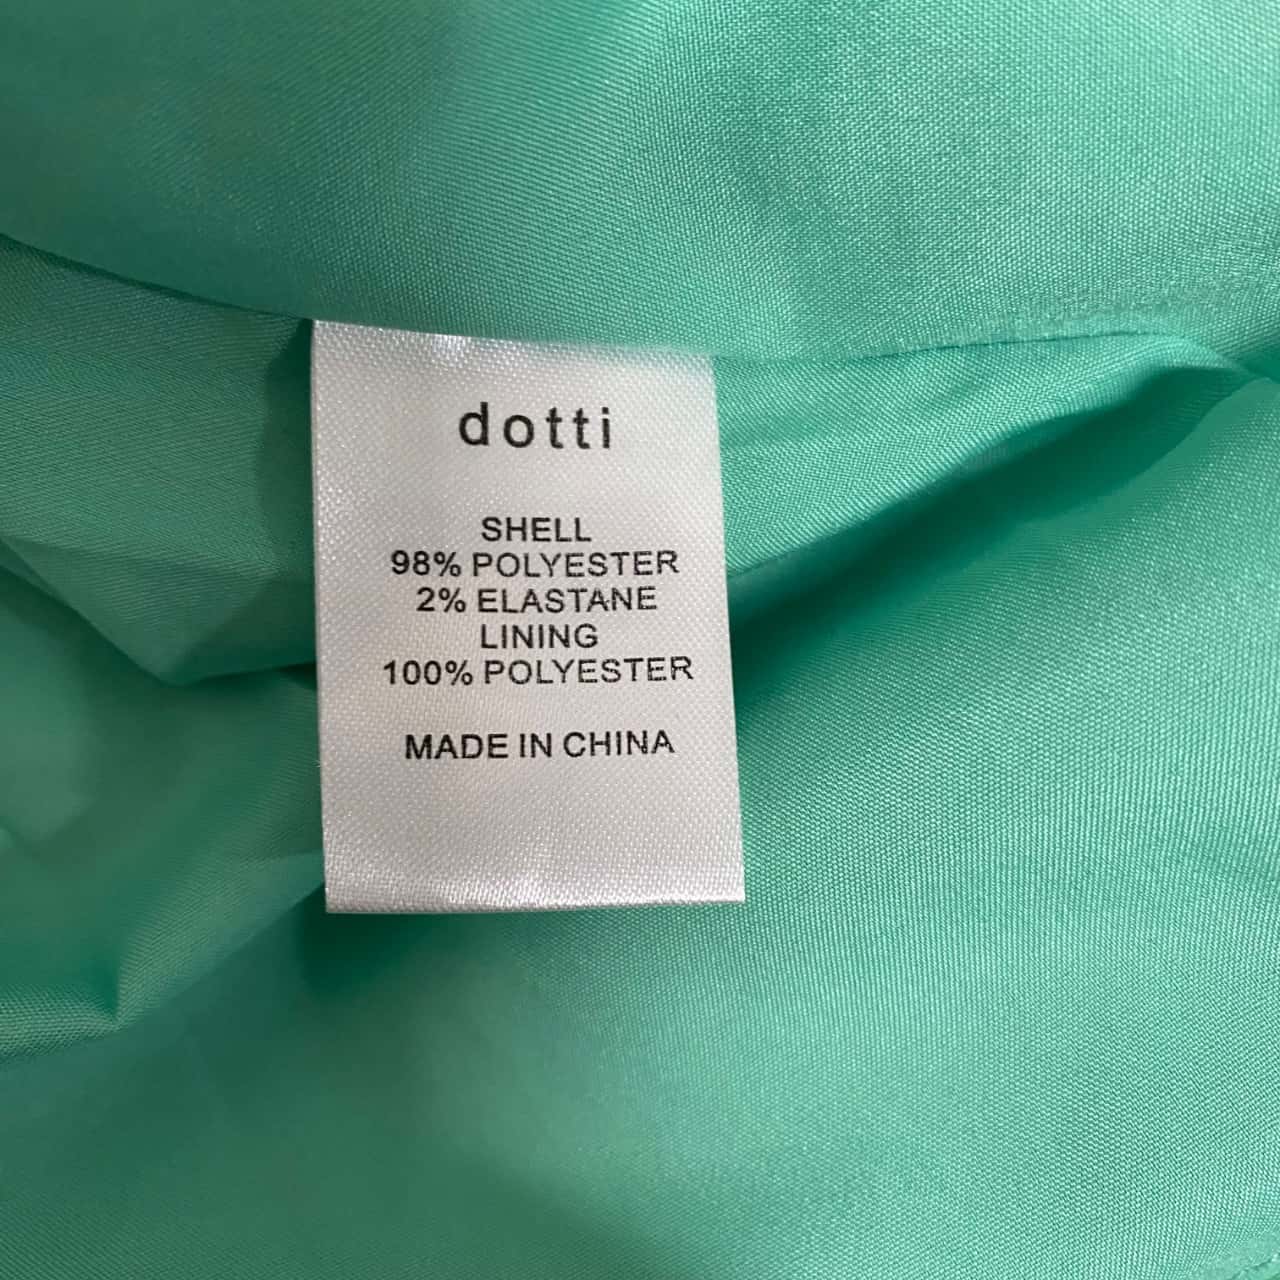 dotti
SHELL
98% POLYESTER
2% ELASTANE
LINING
100% POLYESTER
MADE IN CHINA